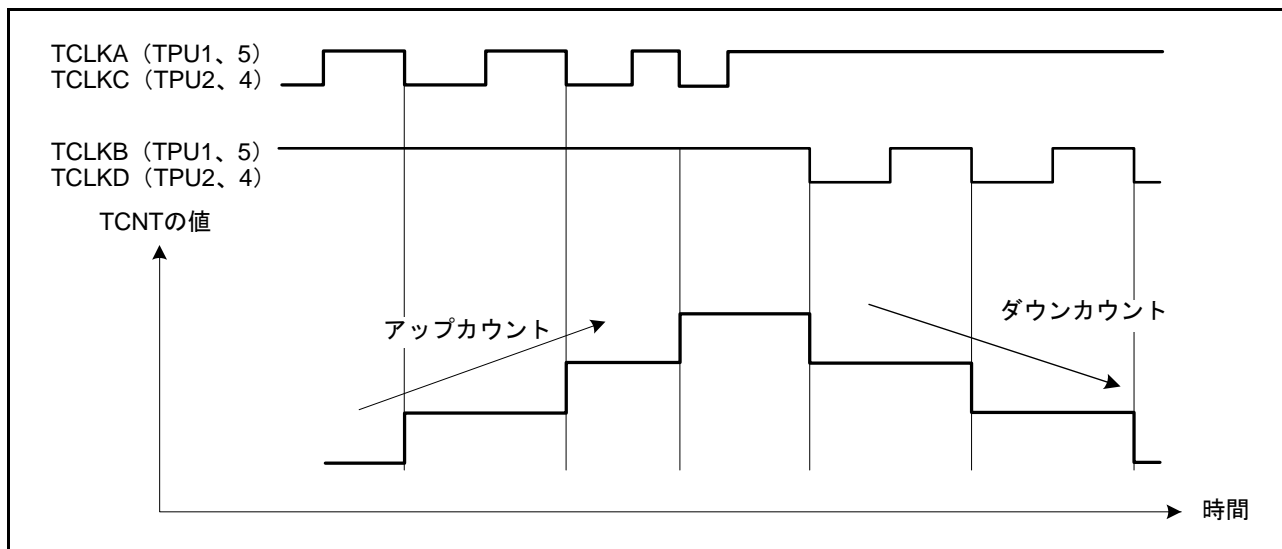 TCLKA（TPU1、5）
TCLKC（TPU2、4）
TCLKB（TPU1、5）
TCLKD（TPU2、4）
TCNTの値
アップカウント
ダウンカウント
時間